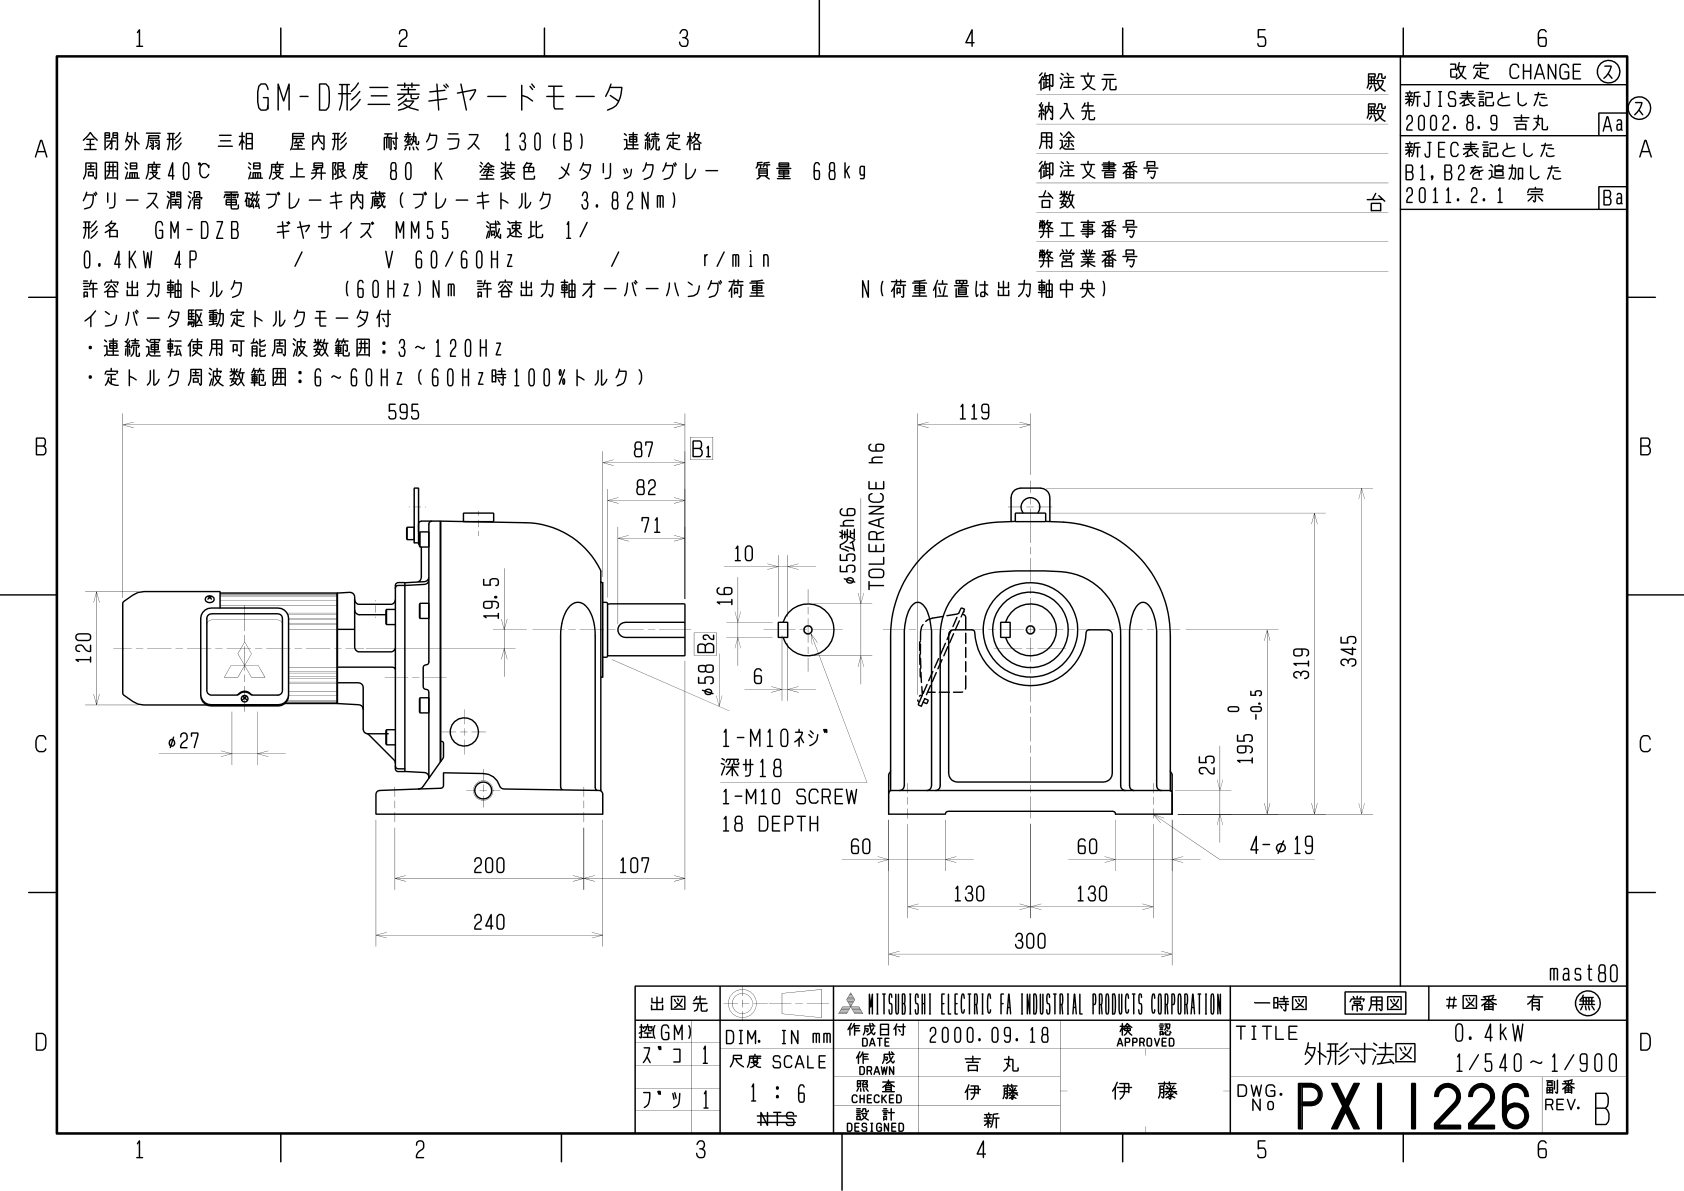 1 2 3 4 5 6
GM-D形三菱ギヤードモータ
全閉外扇形 三相 屋内形 耐熱クラス 130(B) 連続定格
周囲温度40℃ 温度上昇限度 80 K 塗装色 メタリックグレー 質量 68kg
グリース潤滑 電磁ブレーキ内蔵(ブレーキトルク 3.82Nm)
形名 GM-DZB ギヤサイズ MM55 減速比 1/
0.4KW 4P / V 60/60Hz / r/min
許容出力軸トルク (60Hz)Nm 許容出力軸オーバーハング荷重 N(荷重位置は出力軸中央)
インバータ駆動定トルクモータ付
・連続運転使用可能周波数範囲:3~120Hz
・定トルク周波数範囲:6~60Hz(60Hz時100%トルク)
御注文元 殿
納入先 殿
用途
御注文書番号
台数 台
弊工事番号
弊営業番号
改定 CHANGE ス
新JIS表記とした
2002.8.9 吉丸 Aa
新JEC表記とした
B1,B2を追加した
2011.2.1 宗 Ba
ス
A A
B B
C C
D D
595
87 B1
82
71
19.5
120
φ27
φ58 B2
200 107
240
10
16
6
φ55公差h6
TOLERANCE h6
1-M10ネジ
深サ18
1-M10 SCREW
18 DEPTH
119
345
319
195 0 -0.5
25
4-φ19
60 60
130 130
300
mast80
出図先
控(GM)
ズコ 1
ブツ 1
DIM. IN mm
尺度 SCALE
1 : 6
NTS
MITSUBISHI ELECTRIC FA INDUSTRIAL PRODUCTS CORPORATION
作成日付 DATE 2000.09.18
作成 DRAWN 吉丸
照査 CHECKED 伊藤
設計 DESIGNED 新
検認 APPROVED
伊藤
一時図 常用図 #図番 有 無
TITLE 0.4kW
外形寸法図 1/540~1/900
DWG. No PX11226 副番 REV. B
1 2 3 4 5 6